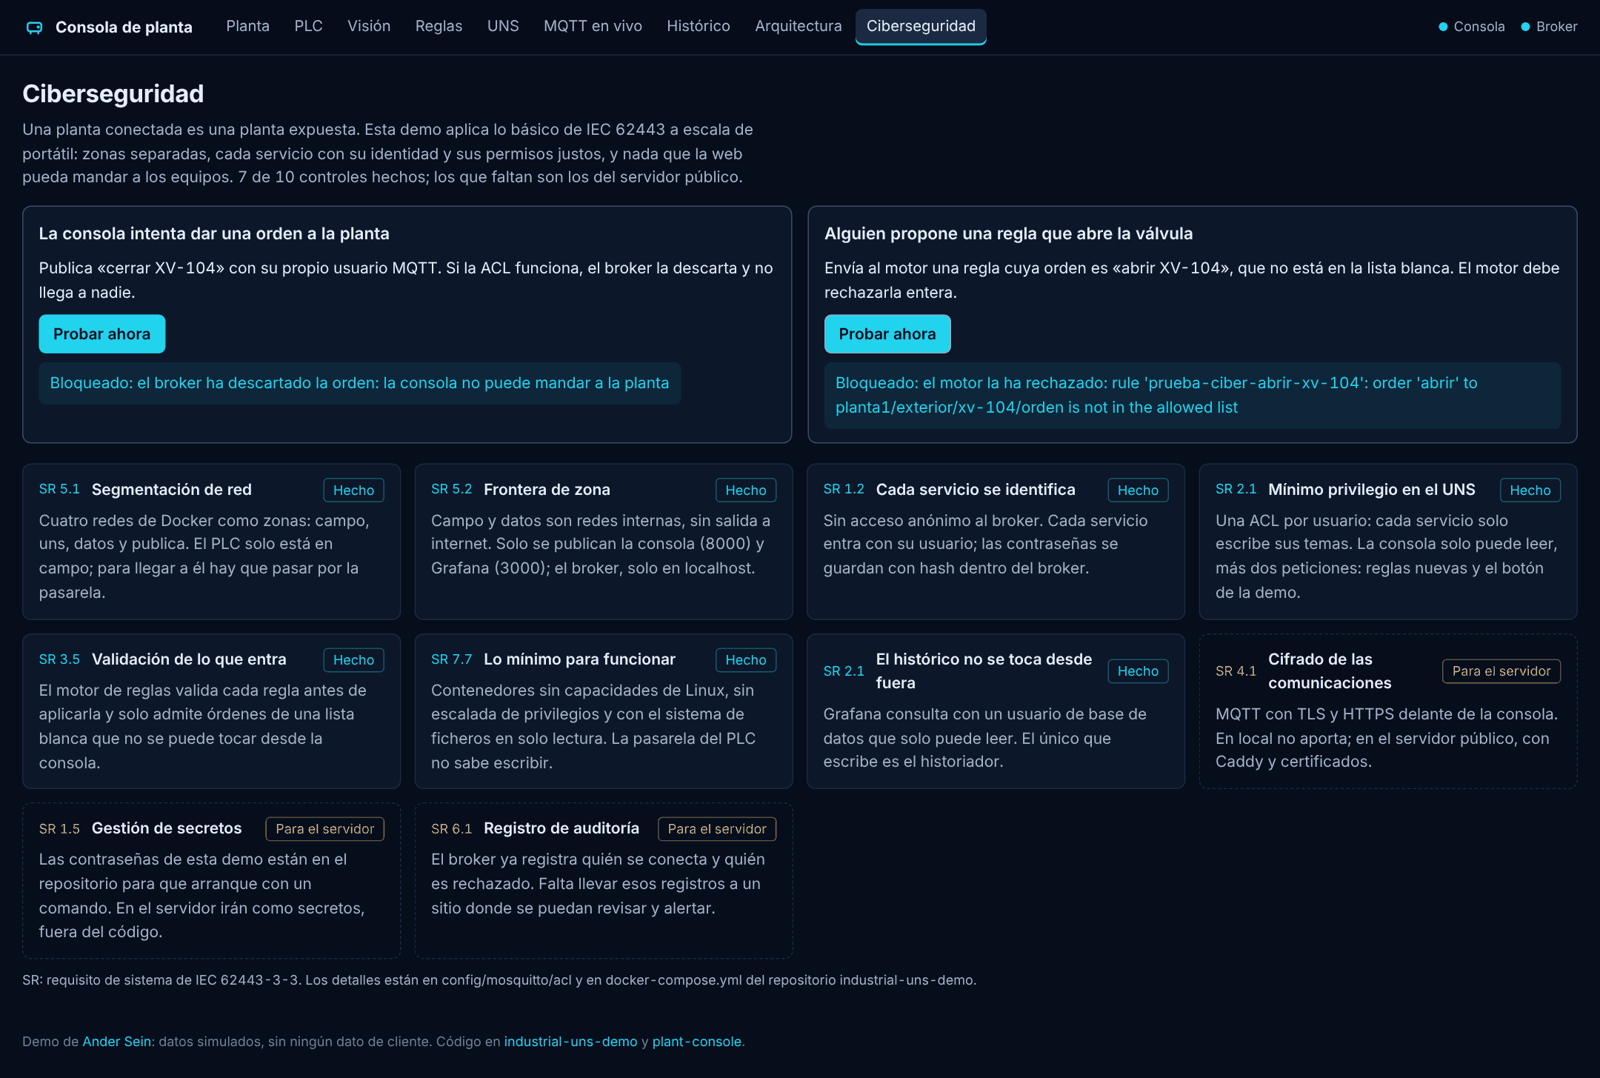 Consola de planta
Planta
PLC
Visión
Reglas
UNS
MQTT en vivo
Histórico
Arquitectura
Ciberseguridad
Consola
Broker
Ciberseguridad
Una planta conectada es una planta expuesta. Esta demo aplica lo básico de IEC 62443 a escala de
portátil: zonas separadas, cada servicio con su identidad y sus permisos justos, y nada que la web
pueda mandar a los equipos. 7 de 10 controles hechos; los que faltan son los del servidor público.
La consola intenta dar una orden a la planta
Publica «cerrar XV-104» con su propio usuario MQTT. Si la ACL funciona, el broker la descarta y no
llega a nadie.
Probar ahora
Bloqueado: el broker ha descartado la orden: la consola no puede mandar a la planta
Alguien propone una regla que abre la válvula
Envía al motor una regla cuya orden es «abrir XV-104», que no está en la lista blanca. El motor debe
rechazarla entera.
Probar ahora
Bloqueado: el motor la ha rechazado: rule 'prueba-ciber-abrir-xv-104': order 'abrir' to
planta1/exterior/xv-104/orden is not in the allowed list
SR 5.1 Segmentación de red Hecho
Cuatro redes de Docker como zonas: campo,
uns, datos y publica. El PLC solo está en
campo; para llegar a él hay que pasar por la
pasarela.
SR 5.2 Frontera de zona Hecho
Campo y datos son redes internas, sin salida a
internet. Solo se publican la consola (8000) y
Grafana (3000); el broker, solo en localhost.
SR 1.2 Cada servicio se identifica Hecho
Sin acceso anónimo al broker. Cada servicio
entra con su usuario; las contraseñas se
guardan con hash dentro del broker.
SR 2.1 Mínimo privilegio en el UNS Hecho
Una ACL por usuario: cada servicio solo
escribe sus temas. La consola solo puede leer,
más dos peticiones: reglas nuevas y el botón
de la demo.
SR 3.5 Validación de lo que entra Hecho
El motor de reglas valida cada regla antes de
aplicarla y solo admite órdenes de una lista
blanca que no se puede tocar desde la
consola.
SR 7.7 Lo mínimo para funcionar Hecho
Contenedores sin capacidades de Linux, sin
escalada de privilegios y con el sistema de
ficheros en solo lectura. La pasarela del PLC
no sabe escribir.
SR 2.1 El histórico no se toca desde
fuera Hecho
Grafana consulta con un usuario de base de
datos que solo puede leer. El único que
escribe es el historiador.
SR 4.1 Cifrado de las
comunicaciones Para el servidor
MQTT con TLS y HTTPS delante de la consola.
En local no aporta; en el servidor público, con
Caddy y certificados.
SR 1.5 Gestión de secretos Para el servidor
Las contraseñas de esta demo están en el
repositorio para que arranque con un
comando. En el servidor irán como secretos,
fuera del código.
SR 6.1 Registro de auditoría Para el servidor
El broker ya registra quién se conecta y quién
es rechazado. Falta llevar esos registros a un
sitio donde se puedan revisar y alertar.
SR: requisito de sistema de IEC 62443-3-3. Los detalles están en config/mosquitto/acl y en docker-compose.yml del repositorio industrial-uns-demo.
Demo de Ander Sein: datos simulados, sin ningún dato de cliente. Código en industrial-uns-demo y plant-console.